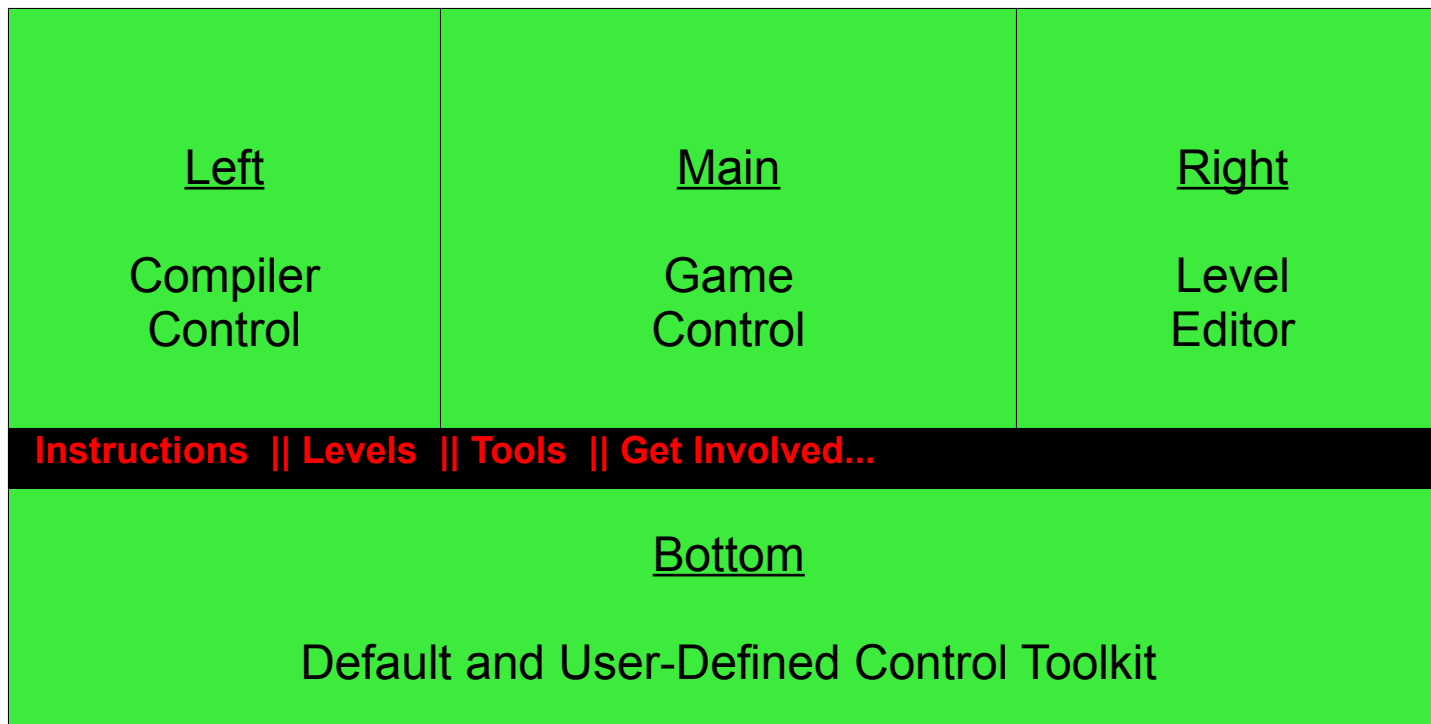 Left
Compiler
Control
Main
Game
Control
Right
Level
Editor
Instructions || Levels || Tools || Get Involved...
Bottom
Default and User-Defined Control Toolkit